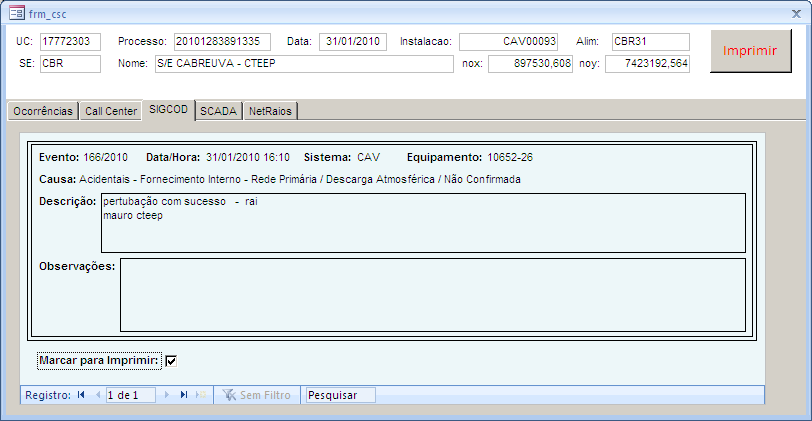 frm_csc
UC: 17772303 Processo: 20101283891335 Data: 31/01/2010 Instalacao: CAV00093 Alim: CBR31
Imprimir
SE: CBR Nome: S/E CABREUVA - CTEEP nox: 897530,608 noy: 7423192,564
Ocorrências Call Center SIGCOD SCADA NetRaios
Evento: 166/2010 Data/Hora: 31/01/2010 16:10 Sistema: CAV Equipamento: 10652-26
Causa: Acidentais - Fornecimento Interno - Rede Primária / Descarga Atmosférica / Não Confirmada
Descrição: pertubação com sucesso - rai
mauro cteep
Observações:
Marcar para Imprimir:
Registro: 1 de 1 Sem Filtro Pesquisar